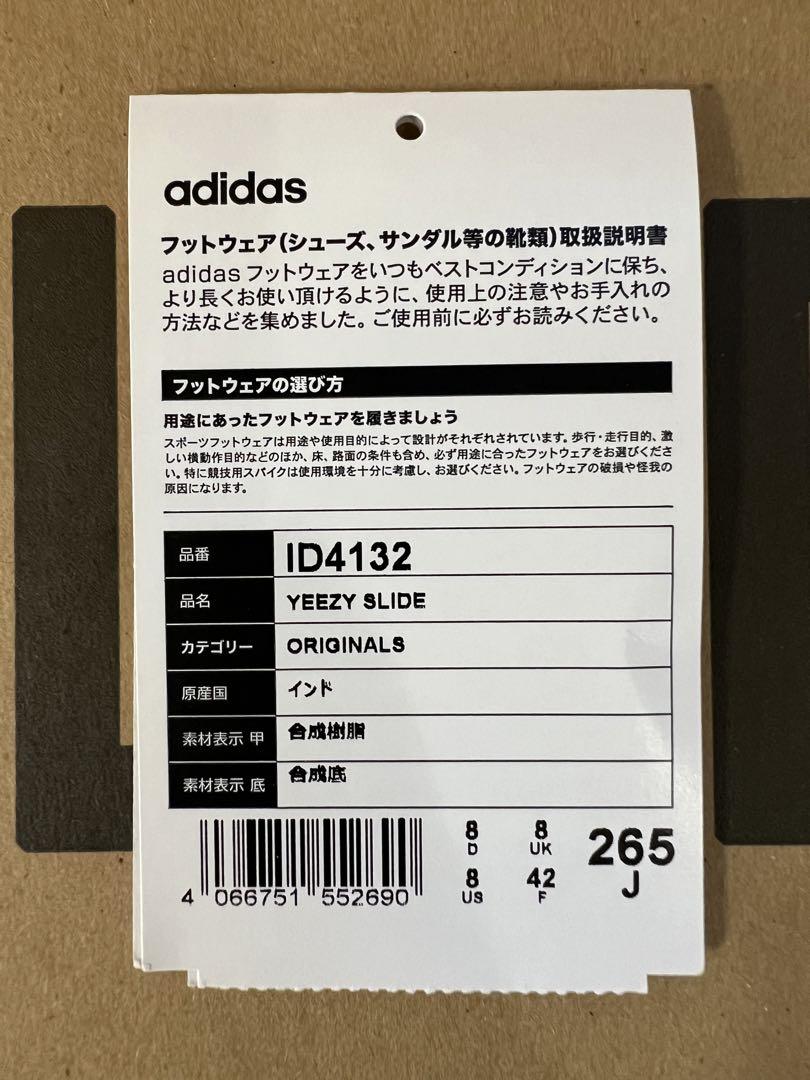 adidas
フットウェア(シューズ、サンダル等の靴類)取扱説明書
adidas フットウェアをいつもベストコンディションに保ち、
より長くお使い頂けるように、使用上の注意やお手入れの
方法などを集めました。ご使用前に必ずお読みください。
フットウェアの選び方
用途にあったフットウェアを履きましょう
スポーツフットウェアは用途や使用目的によって設計がそれぞれされています。歩行・走行目的、激
しい横動作目的などのほか、床、路面の条件も含め、必ず用途に合ったフットウェアをお選びくださ
い。特に競技用スパイクは使用環境を十分に考慮し、お選びください。フットウェアの破損や怪我の
原因になります。
品番 ID4132
品名 YEEZY SLIDE
カテゴリー ORIGINALS
原産国 インド
素材表示 甲 合成樹脂
素材表示 底 合成底
8 8 265
D UK J
8 42
US F
4 066751 552690